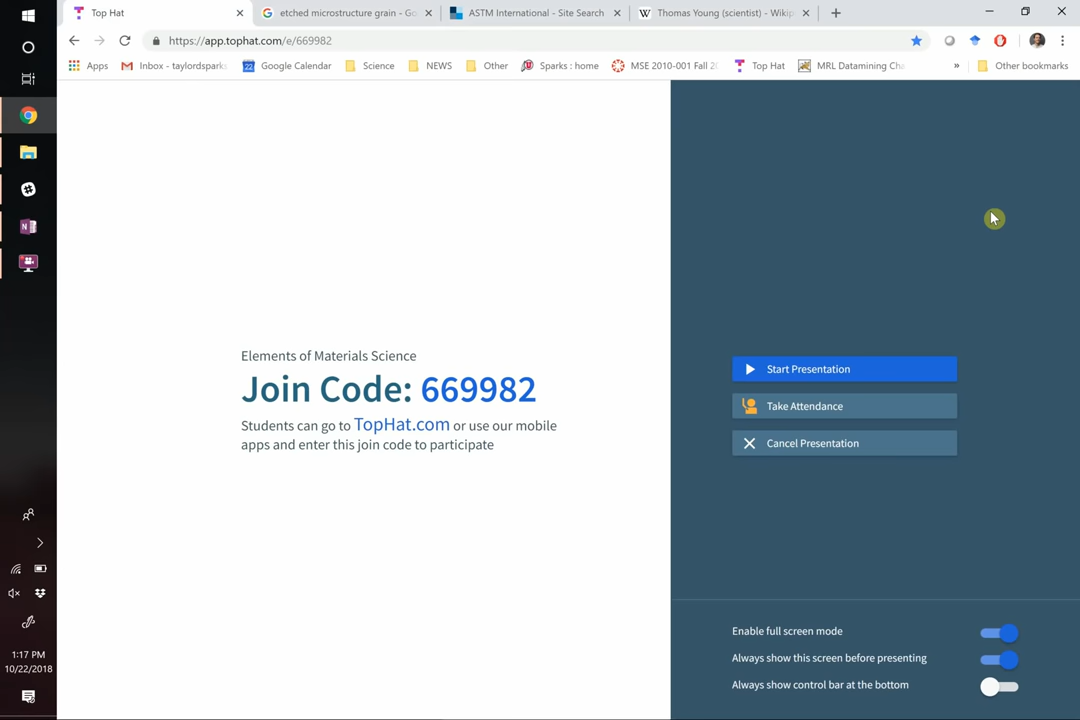 Top Hat
etched microstructure grain - Go
ASTM International - Site Search
Thomas Young (scientist) - Wikip
https://app.tophat.com/e/669982
Apps
Inbox - taylordsparks
22
Google Calendar
Science
NEWS
Other
Sparks : home
MSE 2010-001 Fall 20
Top Hat
MRL Datamining Cha
»
Other bookmarks
Elements of Materials Science
Join Code: 669982
Students can go to TopHat.com or use our mobile
apps and enter this join code to participate
Start Presentation
Take Attendance
Cancel Presentation
Enable full screen mode
Always show this screen before presenting
Always show control bar at the bottom
1:17 PM
10/22/2018